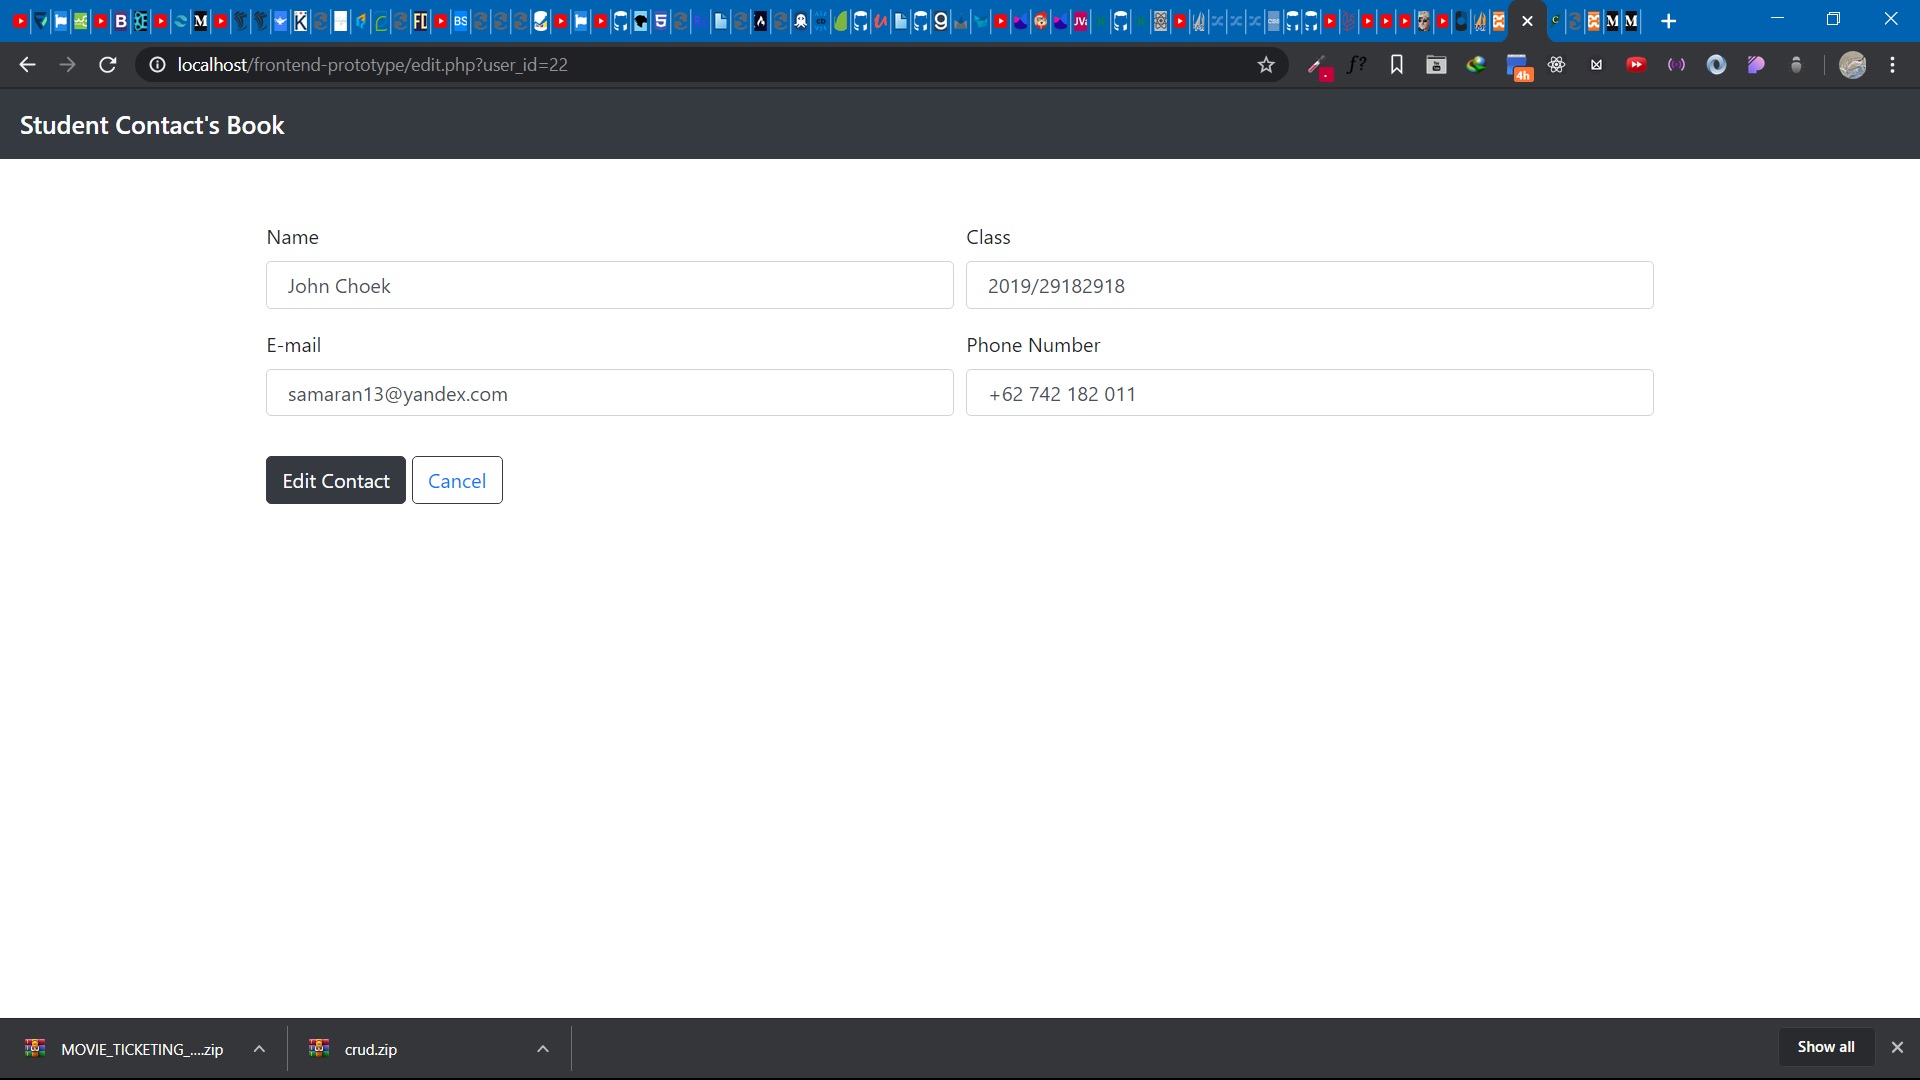 localhost/frontend-prototype/edit.php?user_id=22
f?
4h
Student Contact's Book
Name
Class
John Choek
2019/29182918
E-mail
Phone Number
samaran13@yandex.com
+62 742 182 011
Edit Contact
Cancel
MOVIE_TICKETING_....zip
crud.zip
Show all